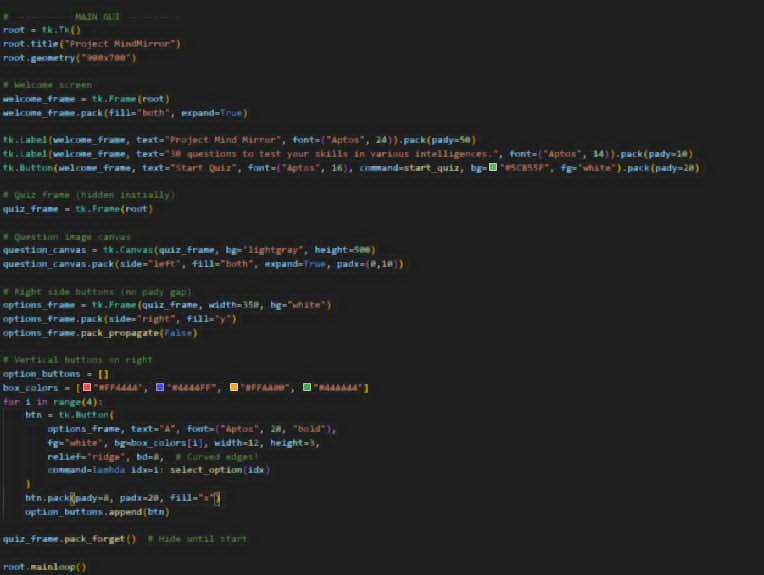 # ---------- MAIN GUI ----------
root = tk.Tk()
root.title("Project MindMirror")
root.geometry("900x700")
# Welcome screen
welcome_frame = tk.Frame(root)
welcome_frame.pack(fill="both", expand=True)
tk.Label(welcome_frame, text="Project Mind Mirror", font=("Aptos", 24)).pack(pady=50)
tk.Label(welcome_frame, text="30 questions to test your skills in various intelligences.", font=("Aptos", 14)).pack(pady=10)
tk.Button(welcome_frame, text="Start Quiz", font=("Aptos", 16), command=start_quiz, bg="#5CB55F", fg="white").pack(pady=20)
# Quiz frame (hidden initially)
quiz_frame = tk.Frame(root)
# Question image canvas
question_canvas = tk.Canvas(quiz_frame, bg="lightgray", height=500)
question_canvas.pack(side="left", fill="both", expand=True, padx=(0,10))
# Right side buttons (no pady gap)
options_frame = tk.Frame(quiz_frame, width=350, bg="white")
options_frame.pack(side="right", fill="y")
options_frame.pack_propagate(False)
# Vertical buttons on right
option_buttons = []
box_colors = ["#FF4444", "#4444FF", "#FFAA00", "#44AA44"]
for i in range(4):
btn = tk.Button(
options_frame, text="A", font=("Aptos", 20, "bold"),
fg="white", bg=box_colors[i], width=12, height=3,
relief="ridge", bd=8, # Curved edges!
command=lambda idx=i: select_option(idx)
)
btn.pack(pady=8, padx=20, fill="x")
option_buttons.append(btn)
quiz_frame.pack_forget() # Hide until start
root.mainloop()